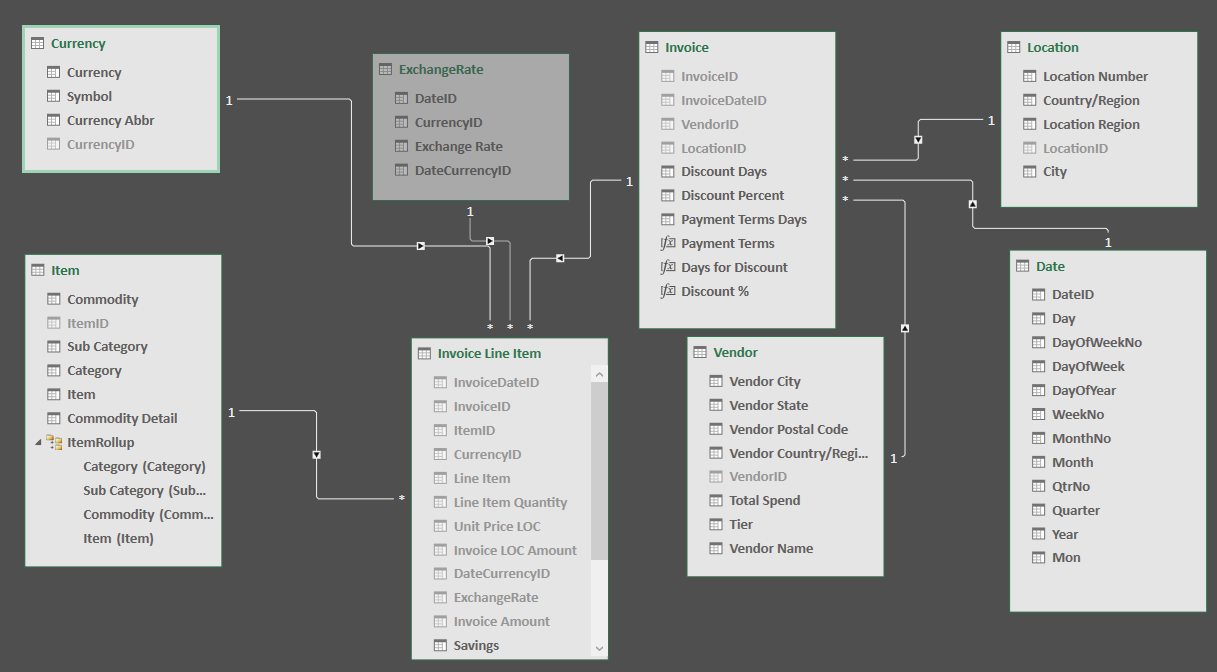 Currency
Currency
Symbol
Currency Abbr
CurrencyID
1
ExchangeRate
DateID
CurrencyID
Exchange Rate
DateCurrencyID
1
Invoice
InvoiceID
InvoiceDateID
VendorID
LocationID
Discount Days
Discount Percent
Payment Terms Days
fx Payment Terms
fx Days for Discount
fx Discount %
1
*
*
*
Location
Location Number
Country/Region
Location Region
LocationID
City
1
1
Date
DateID
Day
DayOfWeekNo
DayOfWeek
DayOfYear
WeekNo
MonthNo
Month
QtrNo
Quarter
Year
Mon
Item
Commodity
ItemID
Sub Category
Category
Item
Commodity Detail
ItemRollup
Category (Category)
Sub Category (Sub...
Commodity (Comm...
Item (Item)
1
*
* * *
Invoice Line Item
InvoiceDateID
InvoiceID
ItemID
CurrencyID
Line Item
Line Item Quantity
Unit Price LOC
Invoice LOC Amount
DateCurrencyID
ExchangeRate
Invoice Amount
Savings
Vendor
Vendor City
Vendor State
Vendor Postal Code
Vendor Country/Regi...
VendorID
Total Spend
Tier
Vendor Name
1